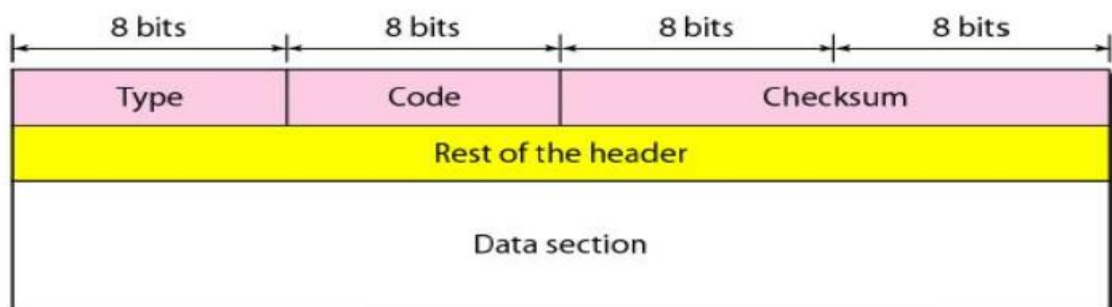 8 bits 8 bits 8 bits 8 bits
Type Code Checksum
Rest of the header
Data section